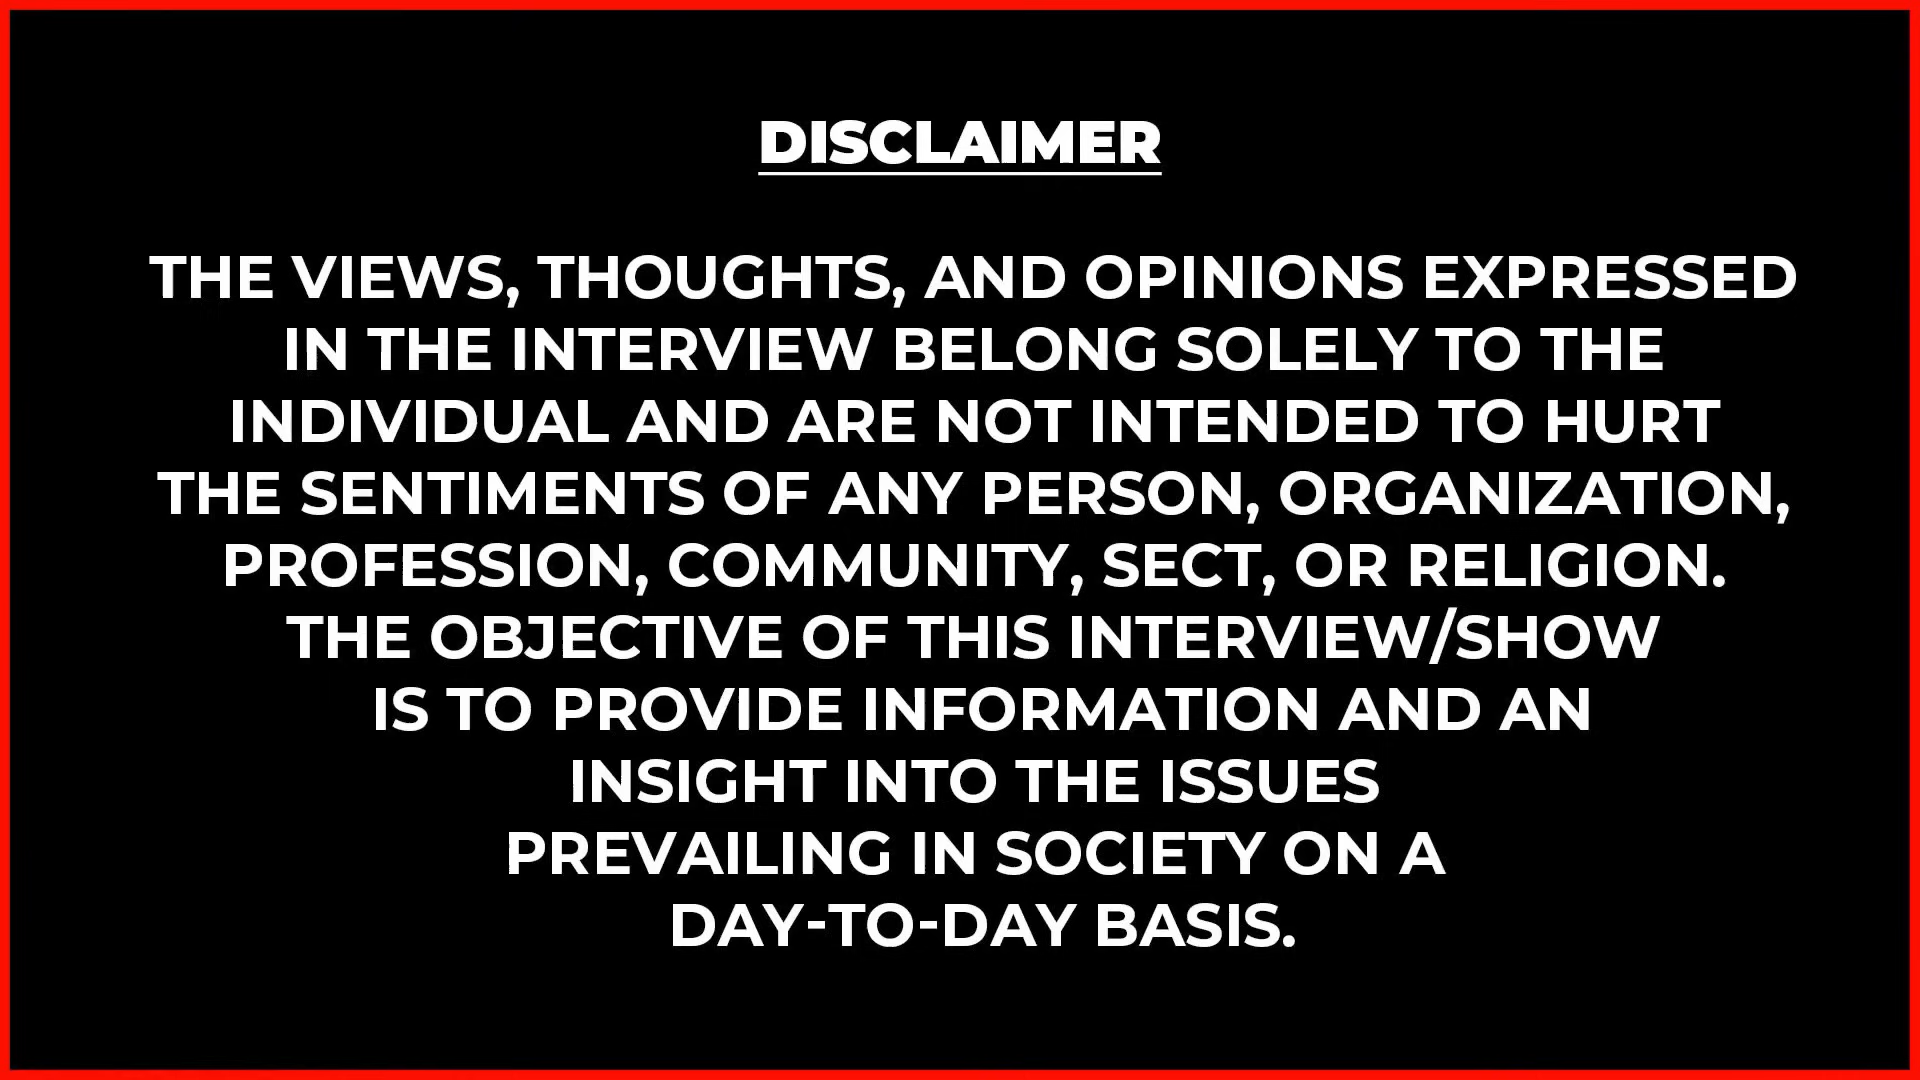 DISCLAIMER
THE VIEWS, THOUGHTS, AND OPINIONS EXPRESSED
IN THE INTERVIEW BELONG SOLELY TO THE
INDIVIDUAL AND ARE NOT INTENDED TO HURT
THE SENTIMENTS OF ANY PERSON, ORGANIZATION,
PROFESSION, COMMUNITY, SECT, OR RELIGION.
THE OBJECTIVE OF THIS INTERVIEW/SHOW
IS TO PROVIDE INFORMATION AND AN
INSIGHT INTO THE ISSUES
PREVAILING IN SOCIETY ON A
DAY-TO-DAY BASIS.